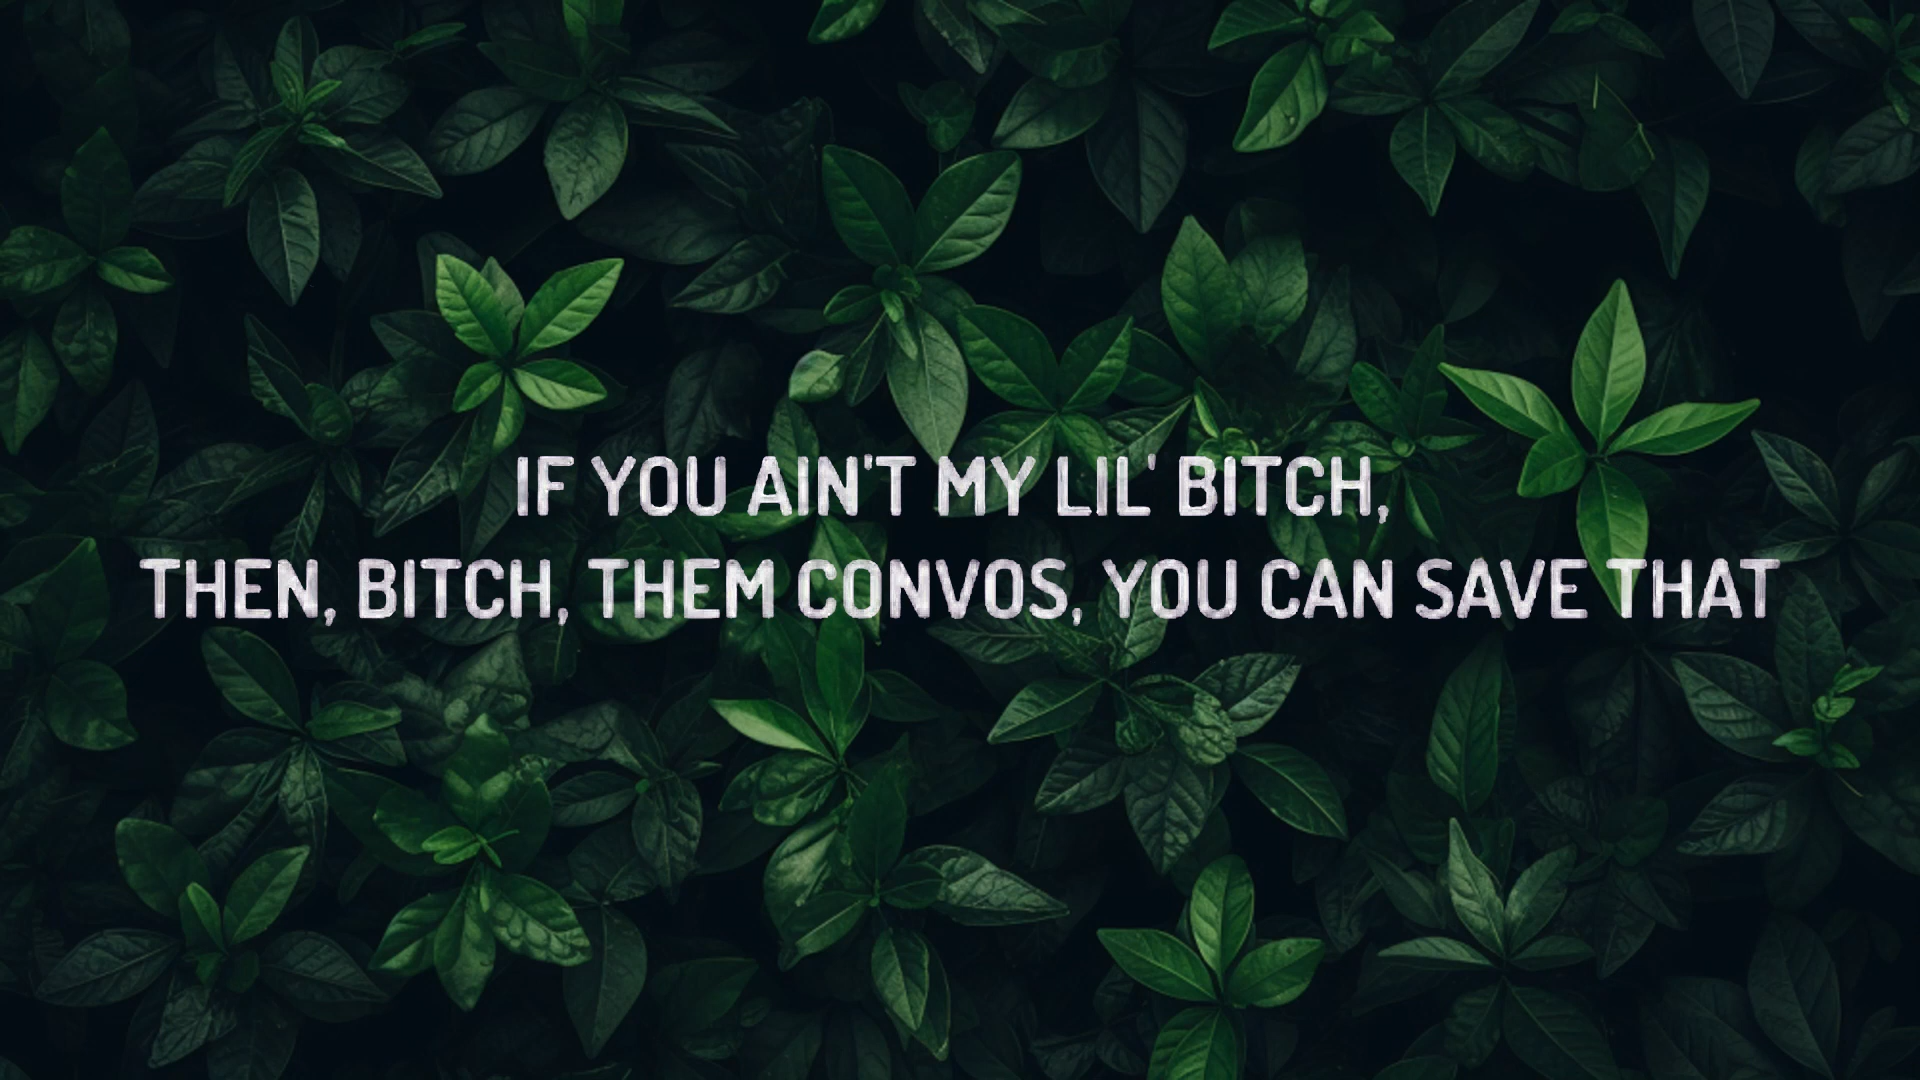 IF YOU AIN'T MY LIL' BITCH,
THEN, BITCH, THEM CONVOS, YOU CAN SAVE THAT